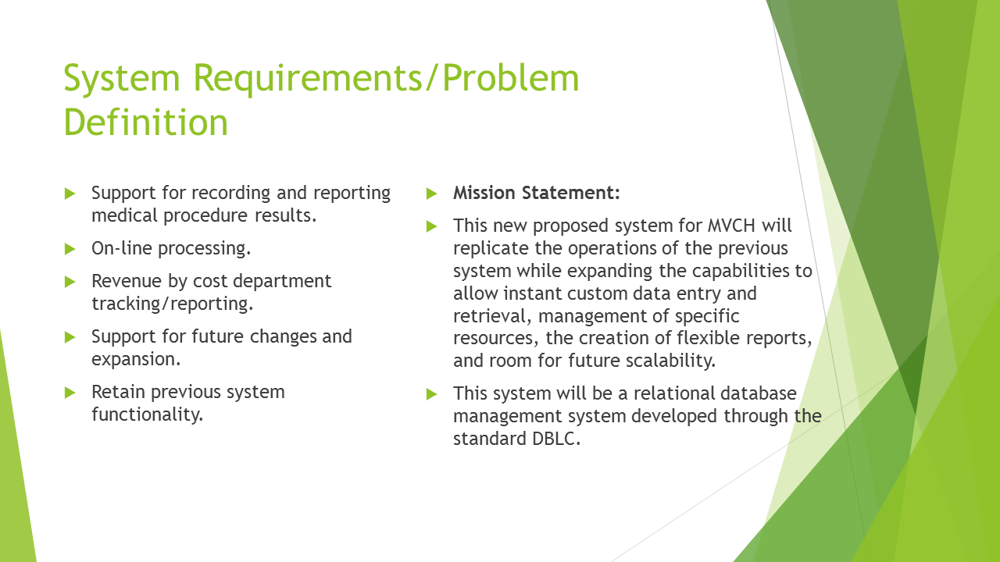 System Requirements/Problem
Definition
Support for recording and reporting
medical procedure results.
On-line processing.
Revenue by cost department
tracking/reporting.
Support for future changes and
expansion.
Retain previous system
functionality.
Mission Statement:
This new proposed system for MVCH will
replicate the operations of the previous
system while expanding the capabilities to
allow instant custom data entry and
retrieval, management of specific
resources, the creation of flexible reports,
and room for future scalability.
This system will be a relational database
management system developed through the
standard DBLC.